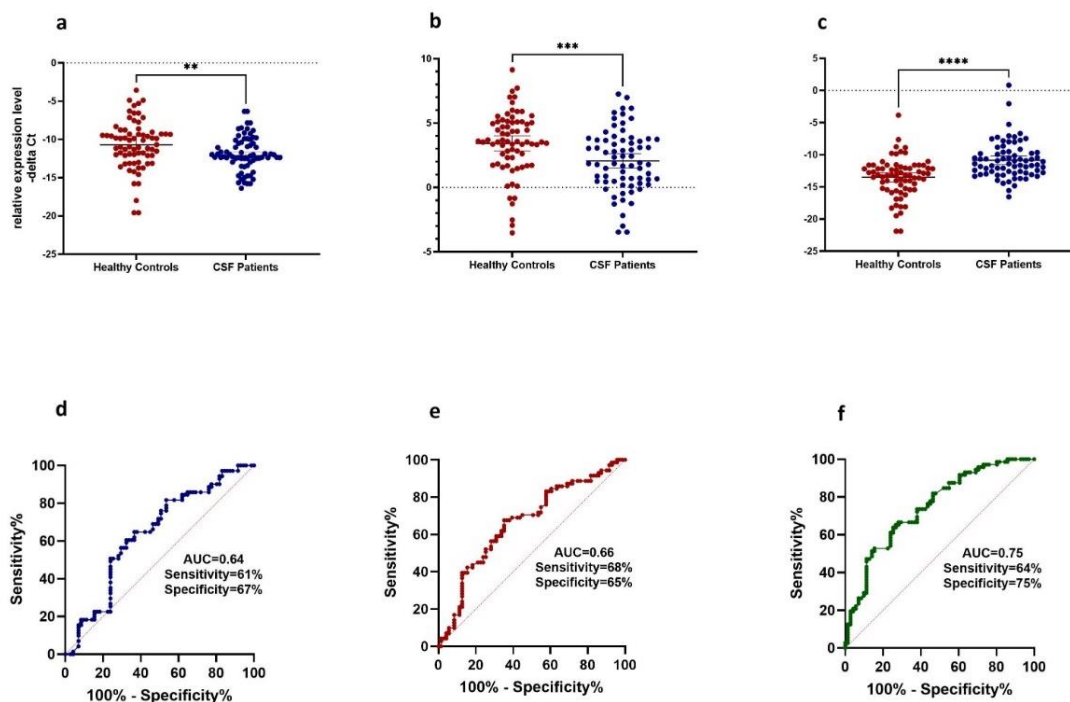 a
b
c
relative expression level
-delta Ct
0
-5
-10
-15
-20
-25
**
Healthy Controls
CSF Patients
10
5
0
-5
***
Healthy Controls
CSF Patients
5
0
-5
-10
-15
-20
-25
****
Healthy Controls
CSF Patients
d
e
f
Sensitivity%
100
80
60
40
20
0
AUC=0.64
Sensitivity=61%
Specificity=67%
0 20 40 60 80 100
100% - Specificity%
Sensitivity%
100
80
60
40
20
0
AUC=0.66
Sensitivity=68%
Specificity=65%
0 20 40 60 80 100
100% - Specificity%
Sensitivity%
100
80
60
40
20
0
AUC=0.75
Sensitivity=64%
Specificity=75%
0 20 40 60 80 100
100% - Specificity%